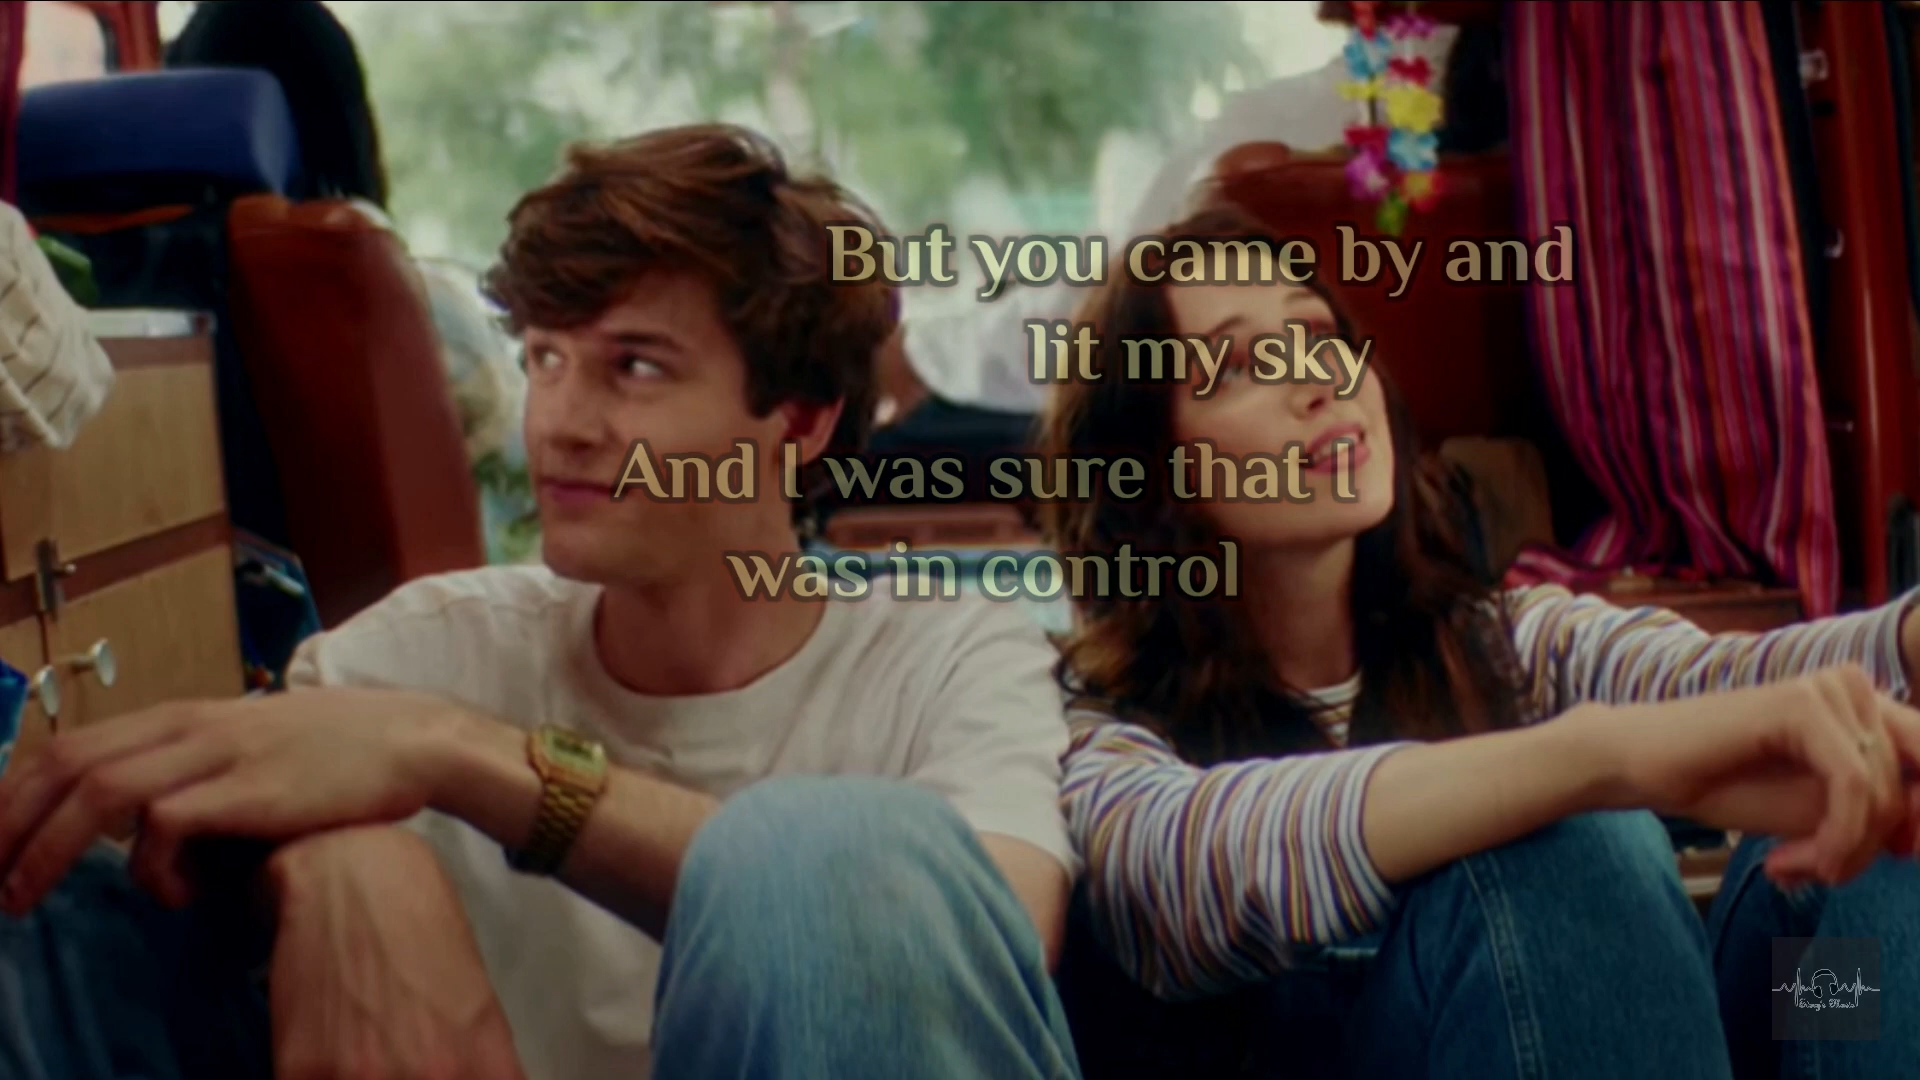 But you came by and
lit my sky
And I was sure that I
was in control